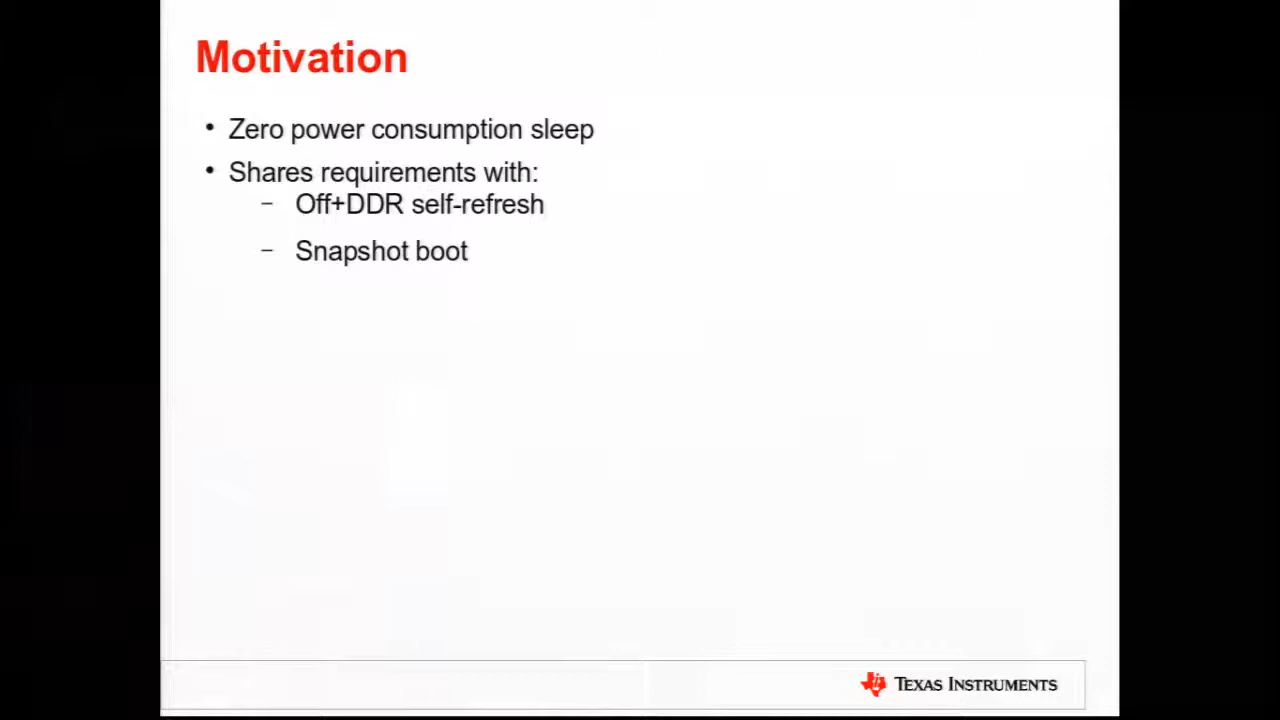 Motivation
• Zero power consumption sleep
• Shares requirements with:
– Off+DDR self-refresh
– Snapshot boot
TEXAS INSTRUMENTS